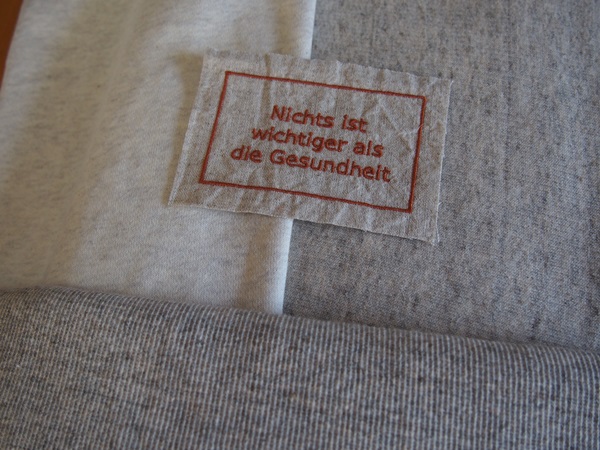 Nichts ist
wichtiger als
die Gesundheit